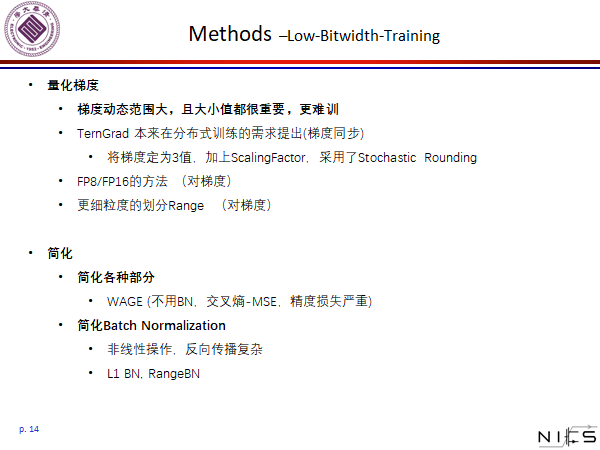 Methods –Low-Bitwidth-Training
• 量化梯度
• 梯度动态范围大，且大小值都很重要，更难训
• TernGrad 本来在分布式训练的需求提出(梯度同步)
• 将梯度定为3值，加上ScalingFactor，采用了Stochastic Rounding
• FP8/FP16的方法 （对梯度）
• 更细粒度的划分Range （对梯度）
• 简化
• 简化各种部分
• WAGE (不用BN，交叉熵-MSE，精度损失严重)
• 简化Batch Normalization
• 非线性操作，反向传播复杂
• L1 BN, RangeBN
p. 14
NICS